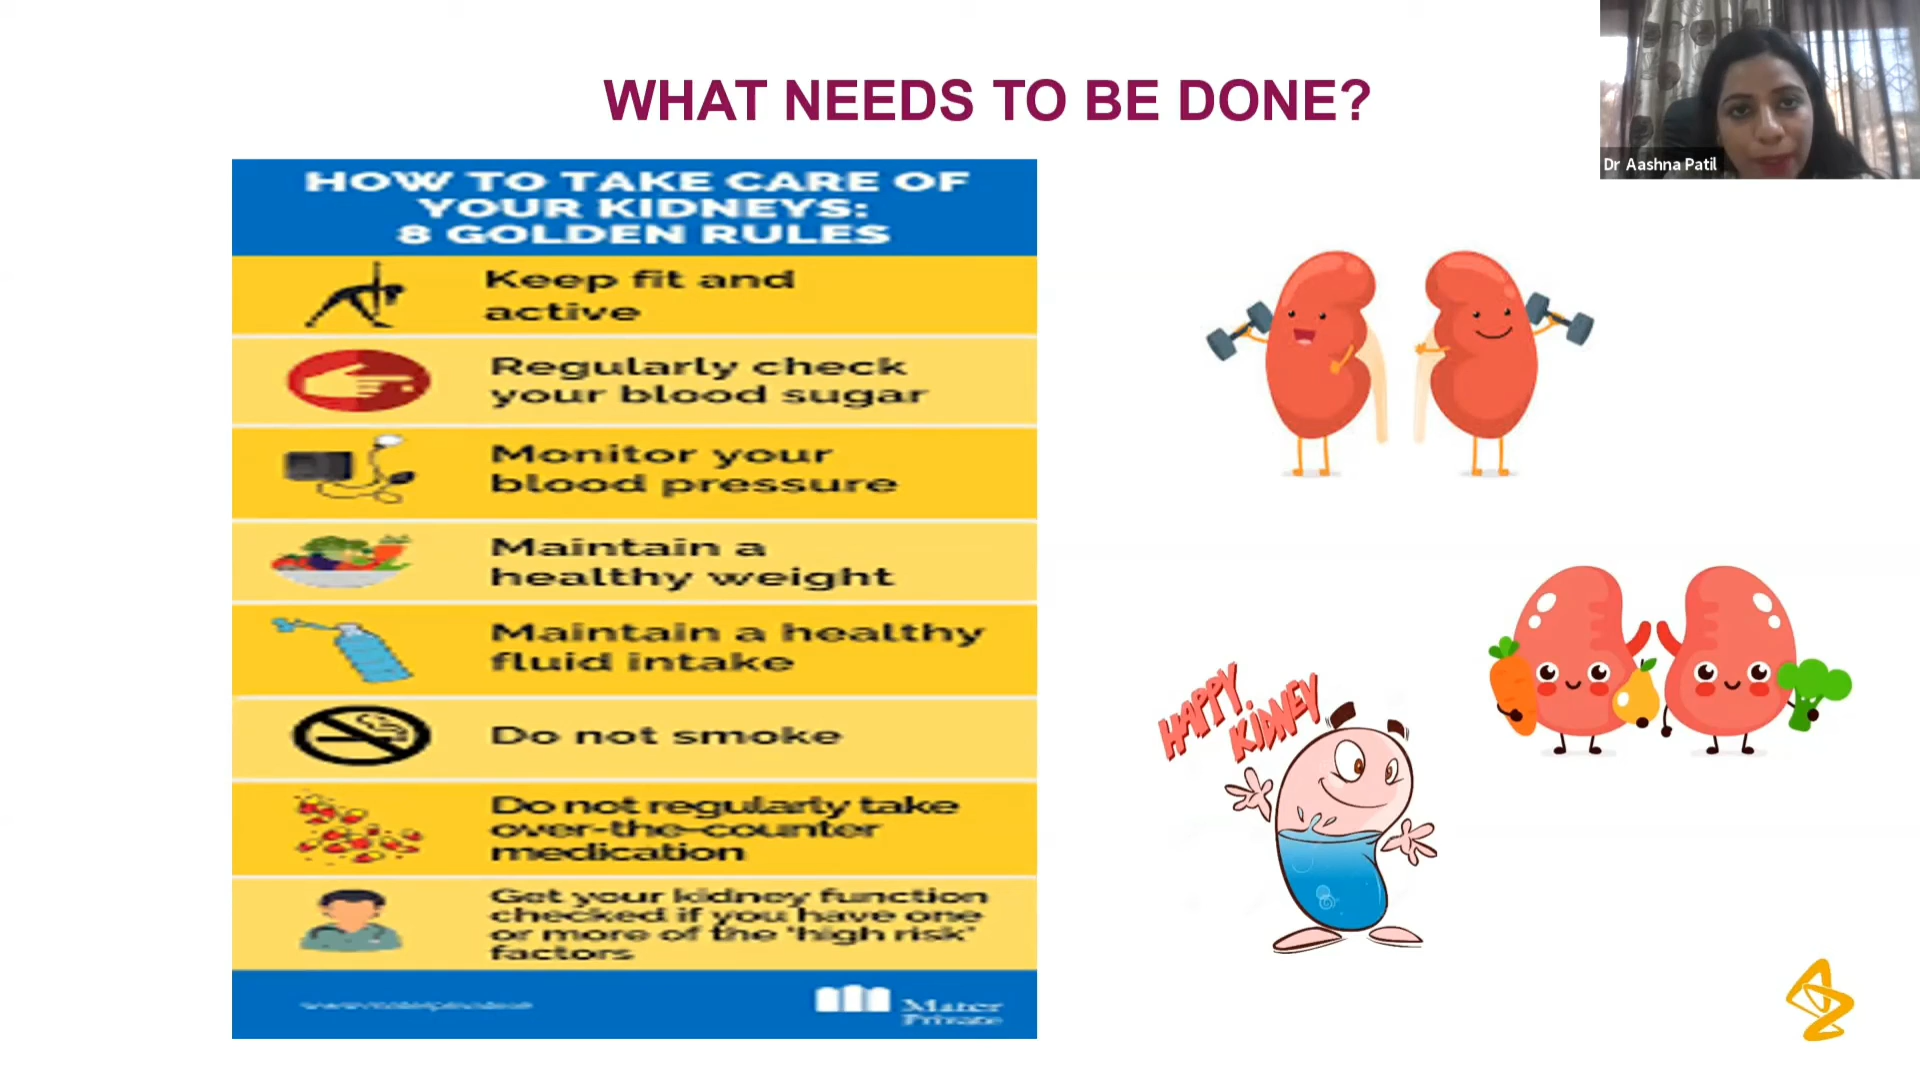 WHAT NEEDS TO BE DONE?
Dr Aashna Patil
HOW TO TAKE CARE OF
YOUR KIDNEYS:
8 GOLDEN RULES
Keep fit and
active
Regularly check
your blood sugar
Monitor your
blood pressure
Maintain a
healthy weight
Maintain a healthy
fluid intake
Do not smoke
Do not regularly take
over-the-counter
medication
Get your kidney function
checked if you have one
or more of the 'high risk'
factors
Mater
Private
HAPPY
KIDNEY